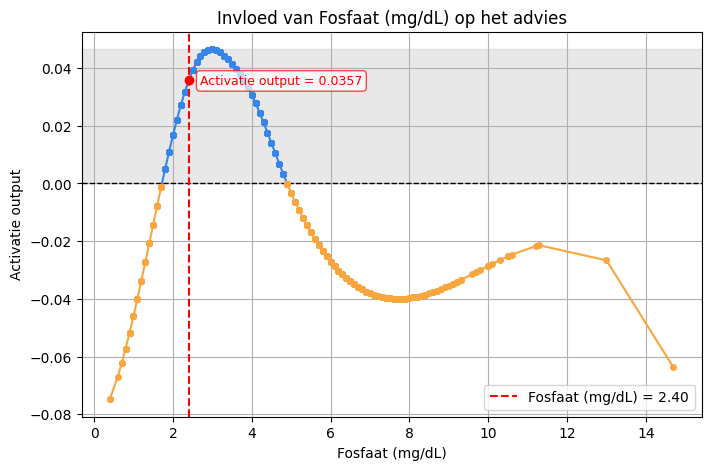 Invloed van Fosfaat (mg/dL) op het advies
Activatie output
0.04
0.02
0.00
−0.02
−0.04
−0.06
−0.08
Activatie output = 0.0357
Fosfaat (mg/dL) = 2.40
0 2 4 6 8 10 12 14
Fosfaat (mg/dL)